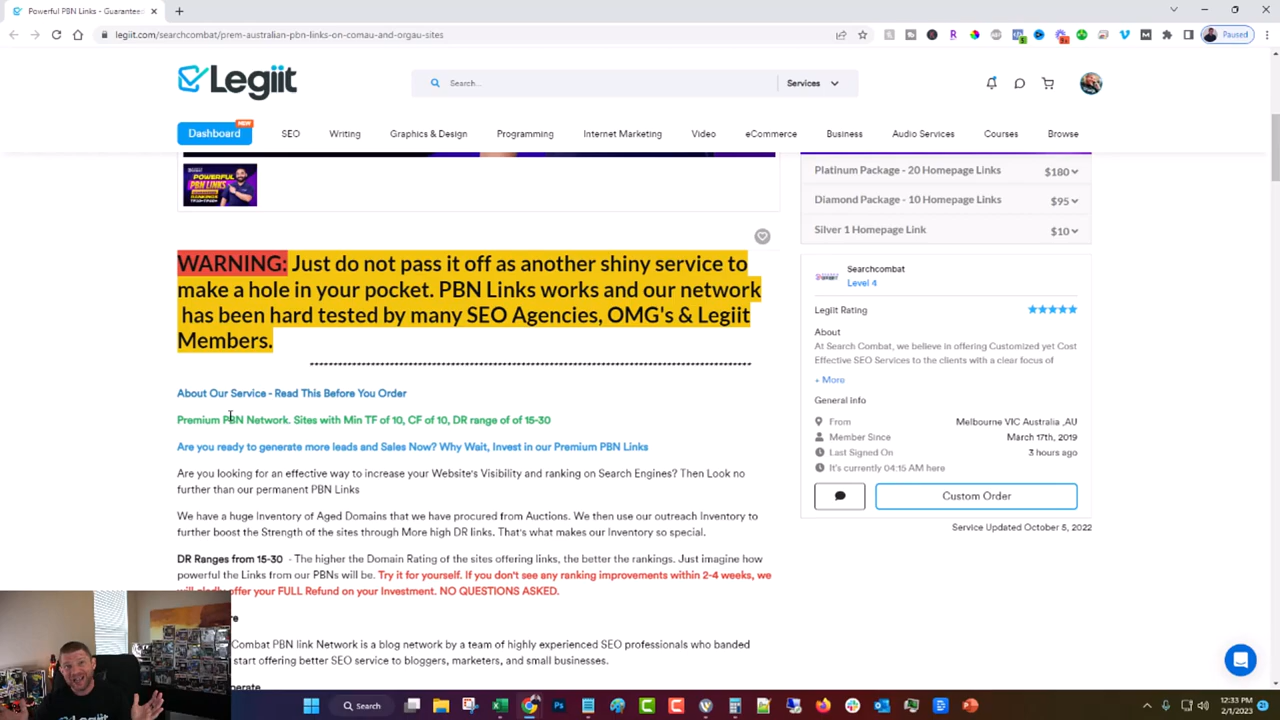 Powerful PBN Links - Guarantee
legiit.com/searchcombat/prem-australian-pbn-links-on-comau-and-orgau-sites
Paused
Legiit
Search...
Services
Dashboard
NEW
SEO
Writing
Graphics & Design
Programming
Internet Marketing
Video
eCommerce
Business
Audio Services
Courses
Browse
POWERFUL
PBN LINKS
Platinum Package - 20 Homepage Links
$180
Diamond Package - 10 Homepage Links
$95
Silver 1 Homepage Link
$10
WARNING: Just do not pass it off as another shiny service to
make a hole in your pocket. PBN Links works and our network
has been hard tested by many SEO Agencies, OMG's & Legiit
Members.
About Our Service - Read This Before You Order
Premium PBN Network. Sites with Min TF of 10, CF of 10, DR range of of 15-30
Are you ready to generate more leads and Sales Now? Why Wait, Invest in our Premium PBN Links
Are you looking for an effective way to increase your Website's Visibility and ranking on Search Engines? Then Look no
further than our permanent PBN Links
We have a huge Inventory of Aged Domains that we have procured from Auctions. We then use our outreach Inventory to
further boost the Strength of the sites through More high DR links. That's what makes our Inventory so special.
DR Ranges from 15-30 - The higher the Domain Rating of the sites offering links, the better the rankings. Just imagine how
powerful the Links from our PBNs will be. Try it for yourself. If you don't see any ranking improvements within 2-4 weeks, we
offer your FULL Refund on your Investment. NO QUESTIONS ASKED.
Combat PBN link Network is a blog network by a team of highly experienced SEO professionals who banded
start offering better SEO service to bloggers, marketers, and small businesses.
Searchcombat
Level 4
Legiit Rating
About
At Search Combat, we believe in offering Customized yet Cost
Effective SEO Services to the clients with a clear focus of
+ More
General info
From
Melbourne VIC Australia ,AU
Member Since
March 17th, 2019
Last Signed On
3 hours ago
It's currently 04:15 AM here
Custom Order
Service Updated October 5, 2022
LEGIIT
Search
12:33 PM
2/1/2023